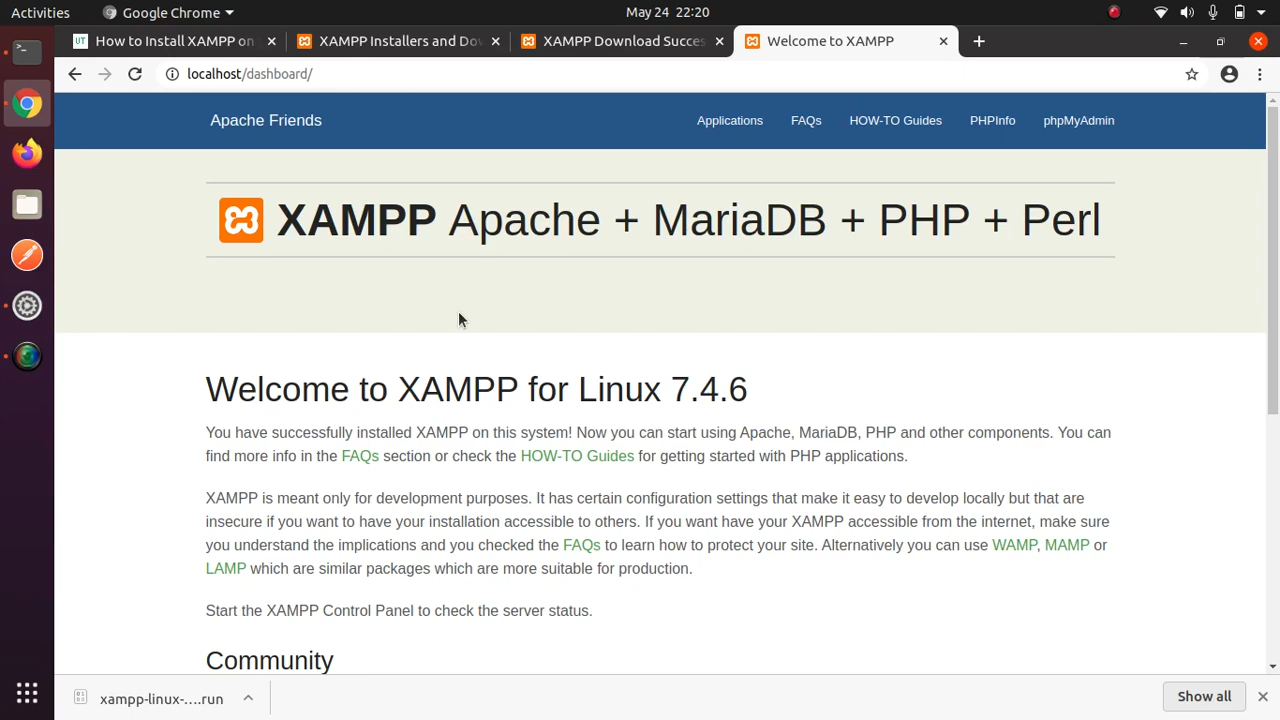 Activities
Google Chrome
May 24 22:20
How to Install XAMPP on
XAMPP Installers and Dov
XAMPP Download Succes
Welcome to XAMPP
localhost/dashboard/
Apache Friends
Applications
FAQs
HOW-TO Guides
PHPInfo
phpMyAdmin
XAMPP Apache + MariaDB + PHP + Perl
Welcome to XAMPP for Linux 7.4.6
You have successfully installed XAMPP on this system! Now you can start using Apache, MariaDB, PHP and other components. You can
find more info in the FAQs section or check the HOW-TO Guides for getting started with PHP applications.
XAMPP is meant only for development purposes. It has certain configuration settings that make it easy to develop locally but that are
insecure if you want to have your installation accessible to others. If you want have your XAMPP accessible from the internet, make sure
you understand the implications and you checked the FAQs to learn how to protect your site. Alternatively you can use WAMP, MAMP or
LAMP which are similar packages which are more suitable for production.
Start the XAMPP Control Panel to check the server status.
Community
xampp-linux-....run
Show all